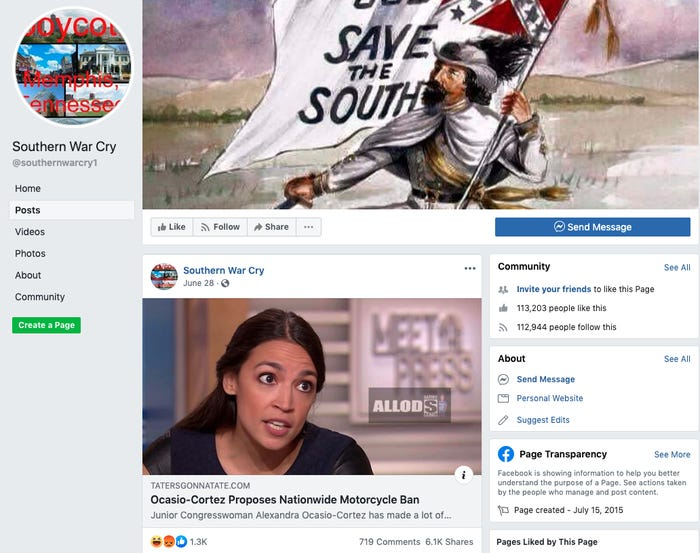 oycot
Memphis,
ennessee
Southern War Cry
@southernwarcry1
Home
Posts
Videos
Photos
About
Community
Create a Page
SAVE
THE
SOUTH
Like
Follow
Share
Send Message
Southern War Cry
June 28
MEET THE
PRESS
ALLOD
TATERSGONNATATE.COM
Ocasio-Cortez Proposes Nationwide Motorcycle Ban
Junior Congresswoman Alexandra Ocasio-Cortez has made a lot of...
1.3K
719 Comments 6.1K Shares
Community
See All
Invite your friends to like this Page
113,203 people like this
112,944 people follow this
About
See All
Send Message
Personal Website
Suggest Edits
Page Transparency
See More
Facebook is showing information to help you better
understand the purpose of a Page. See actions taken
by the people who manage and post content.
Page created - July 15, 2015
Pages Liked by This Page